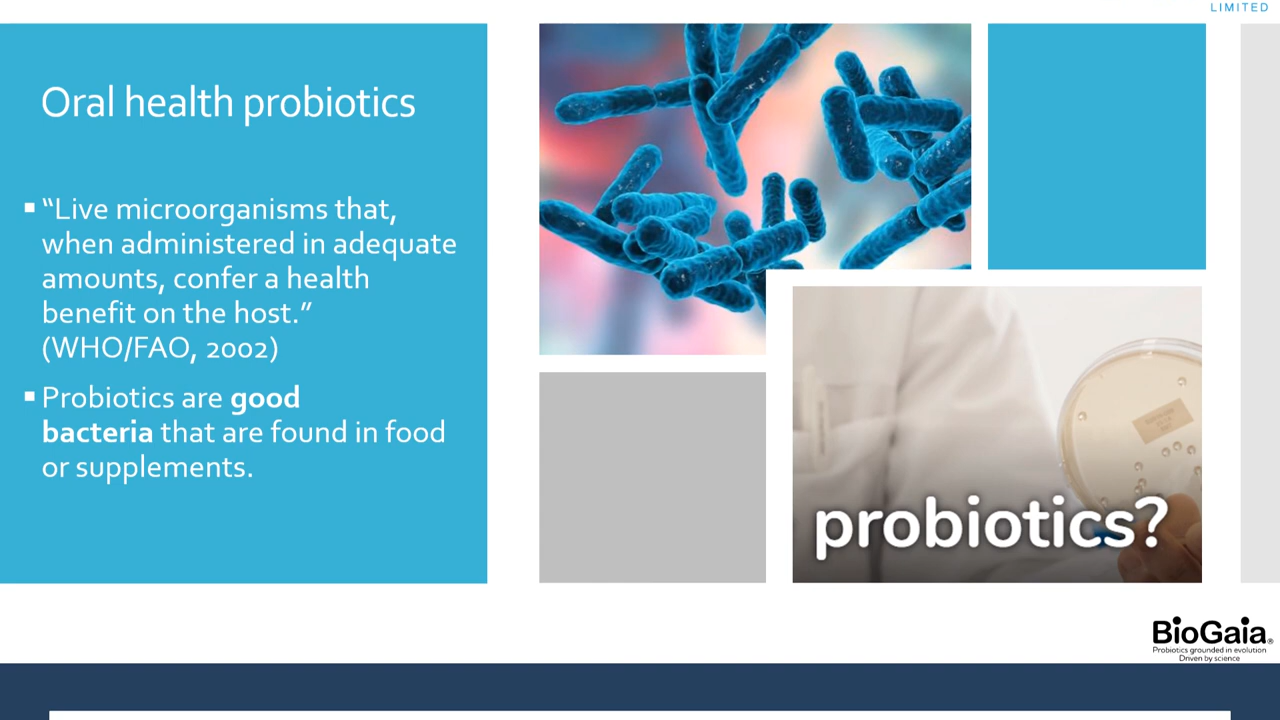 LIMITED
Oral health probiotics
▪ “Live microorganisms that,
when administered in adequate
amounts, confer a health
benefit on the host.”
(WHO/FAO, 2002)
▪ Probiotics are good
bacteria that are found in food
or supplements.
probiotics?
BioGaia®
Probiotics grounded in evolution
Driven by science